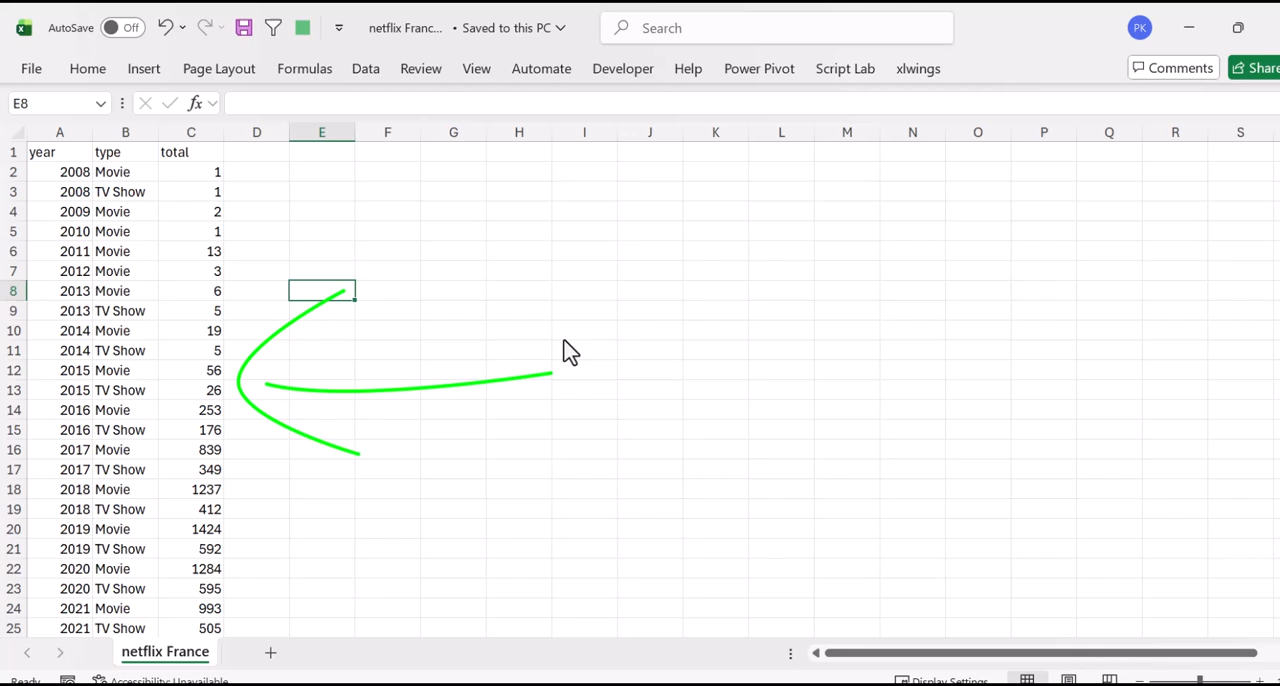 AutoSave Off netflix Franc... • Saved to this PC Search PK
File Home Insert Page Layout Formulas Data Review View Automate Developer Help Power Pivot Script Lab xlwings Comments Share
E8 fx
A B C D E F G H I J K L M N O P Q R S
1 year type total
2 2008 Movie 1
3 2008 TV Show 1
4 2009 Movie 2
5 2010 Movie 1
6 2011 Movie 13
7 2012 Movie 3
8 2013 Movie 6
9 2013 TV Show 5
10 2014 Movie 19
11 2014 TV Show 5
12 2015 Movie 56
13 2015 TV Show 26
14 2016 Movie 253
15 2016 TV Show 176
16 2017 Movie 839
17 2017 TV Show 349
18 2018 Movie 1237
19 2018 TV Show 412
20 2019 Movie 1424
21 2019 TV Show 592
22 2020 Movie 1284
23 2020 TV Show 595
24 2021 Movie 993
25 2021 TV Show 505
netflix France
Ready Accessibility: Unavailable Display Settings